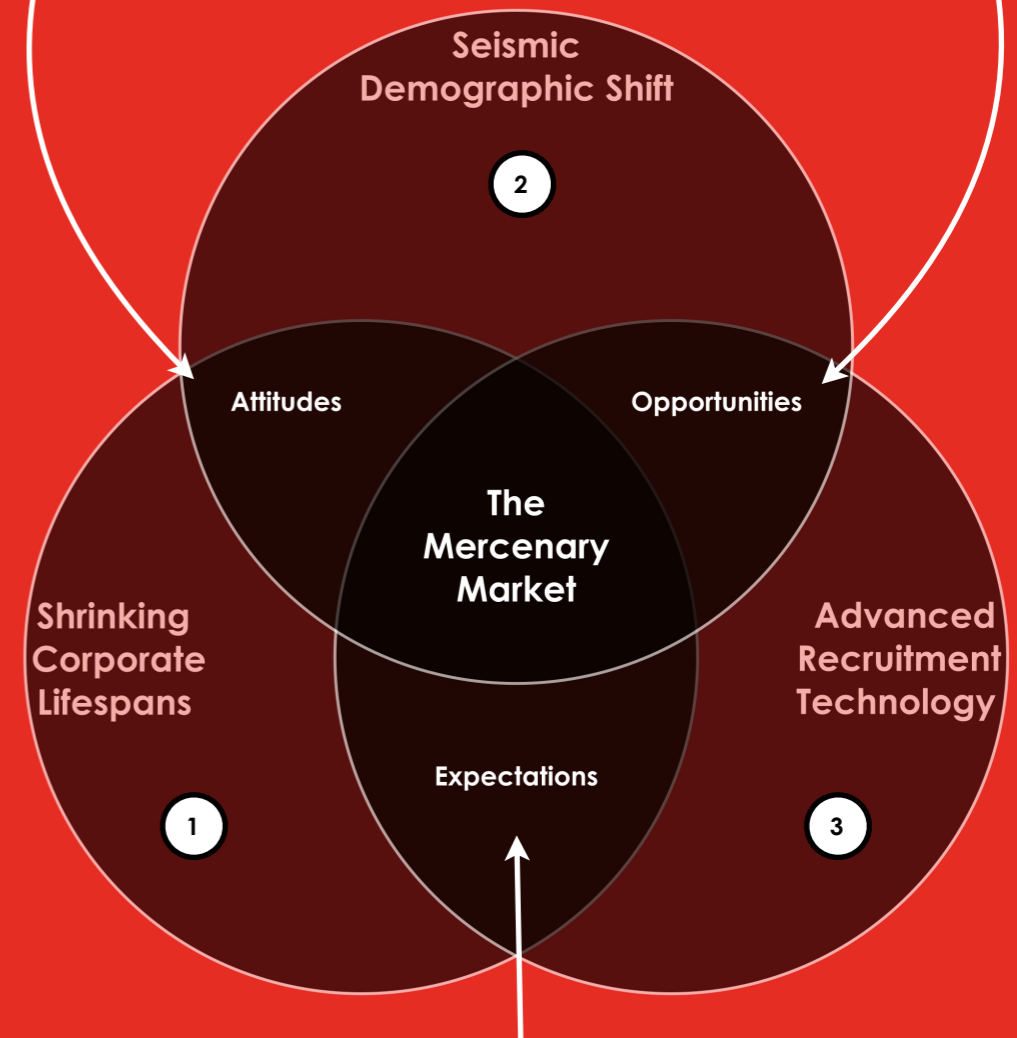 Seismic
Demographic Shift
2
Attitudes
Opportunities
The
Mercenary
Market
Shrinking
Corporate
Lifespans
Advanced
Recruitment
Technology
Expectations
1
3